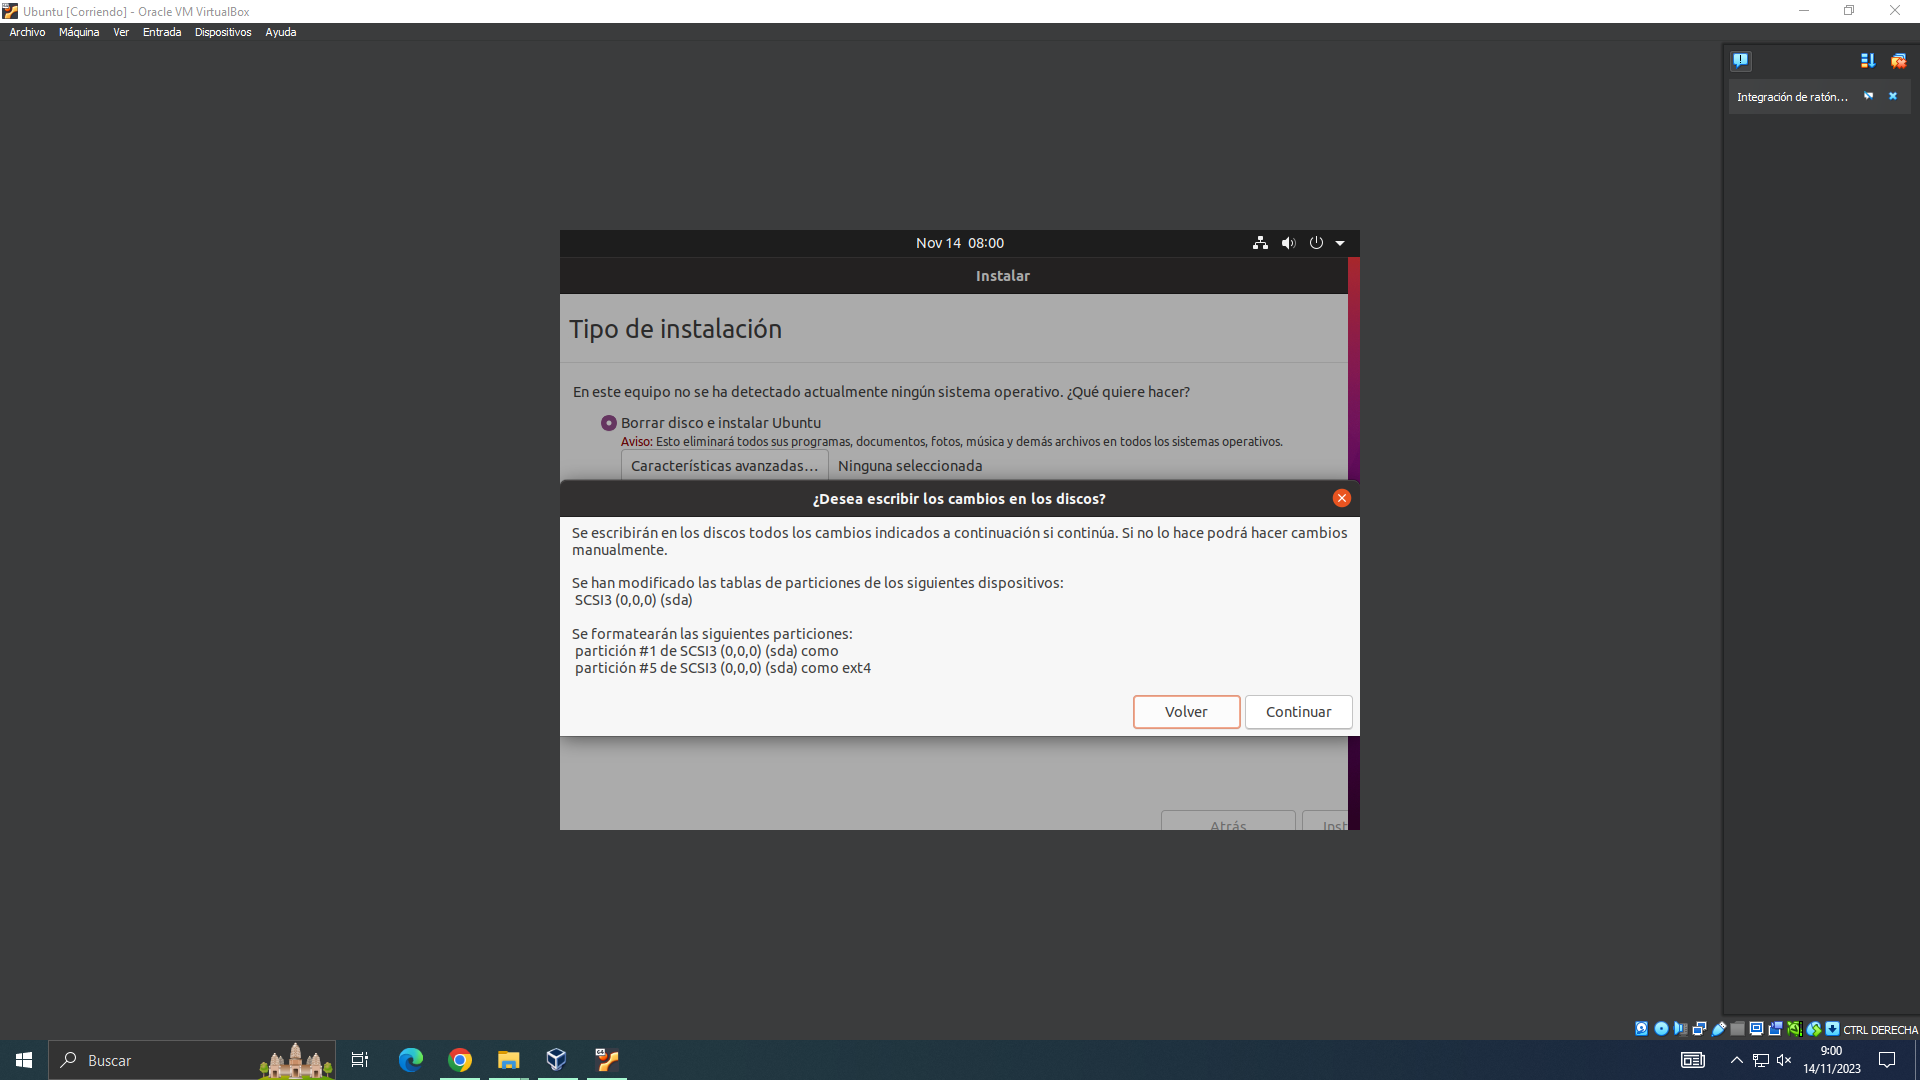 Ubuntu [Corriendo] - Oracle VM VirtualBox
Archivo Máquina Ver Entrada Dispositivos Ayuda
Integración de ratón...
Nov 14 08:00
Instalar
Tipo de instalación
En este equipo no se ha detectado actualmente ningún sistema operativo. ¿Qué quiere hacer?
Borrar disco e instalar Ubuntu
Aviso: Esto eliminará todos sus programas, documentos, fotos, música y demás archivos en todos los sistemas operativos.
Características avanzadas... Ninguna seleccionada
¿Desea escribir los cambios en los discos?
Se escribirán en los discos todos los cambios indicados a continuación si continúa. Si no lo hace podrá hacer cambios
manualmente.
Se han modificado las tablas de particiones de los siguientes dispositivos:
SCSI3 (0,0,0) (sda)
Se formatearán las siguientes particiones:
partición #1 de SCSI3 (0,0,0) (sda) como
partición #5 de SCSI3 (0,0,0) (sda) como ext4
Volver Continuar
Atrás Inst
CTRL DERECHA
Buscar
9:00
14/11/2023